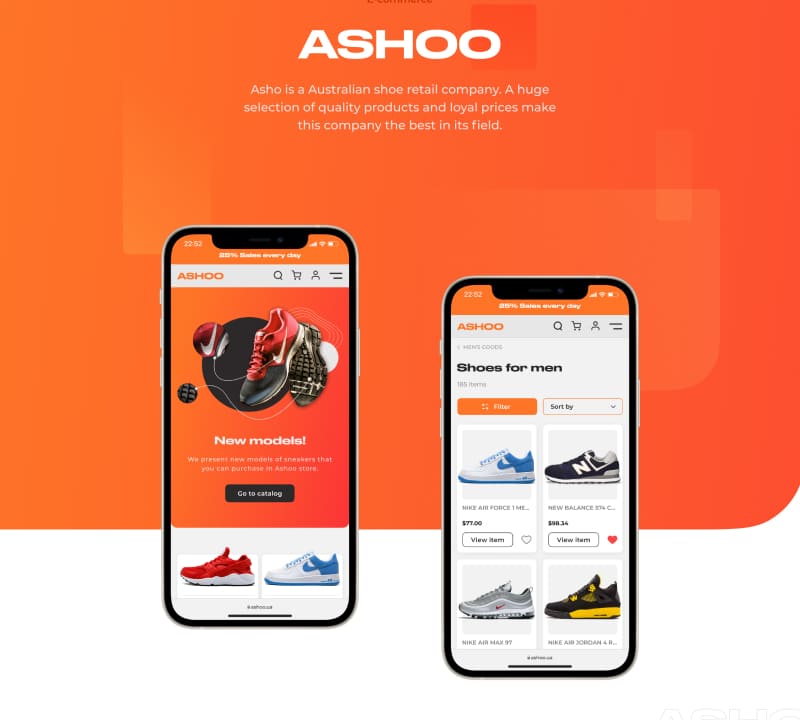 E-commerce
ASHOO
Asho is a Australian shoe retail company. A huge
selection of quality products and loyal prices make
this company the best in its field.
22:52
25% Sales every day
ASHOO
New models!
We present new models of sneakers that
you can purchase in Ashoo store.
Go to catalog
ashoo.ua
22:52
25% Sales every day
ASHOO
MEN'S GOODS
Shoes for men
185 items
Filter
Sort by
NIKE AIR FORCE 1 ME...
$77.00
View item
NEW BALANCE 574 C...
$98.34
View item
NIKE AIR MAX 97
NIKE AIR JORDAN 4 R...
ashoo.ua
ASHO